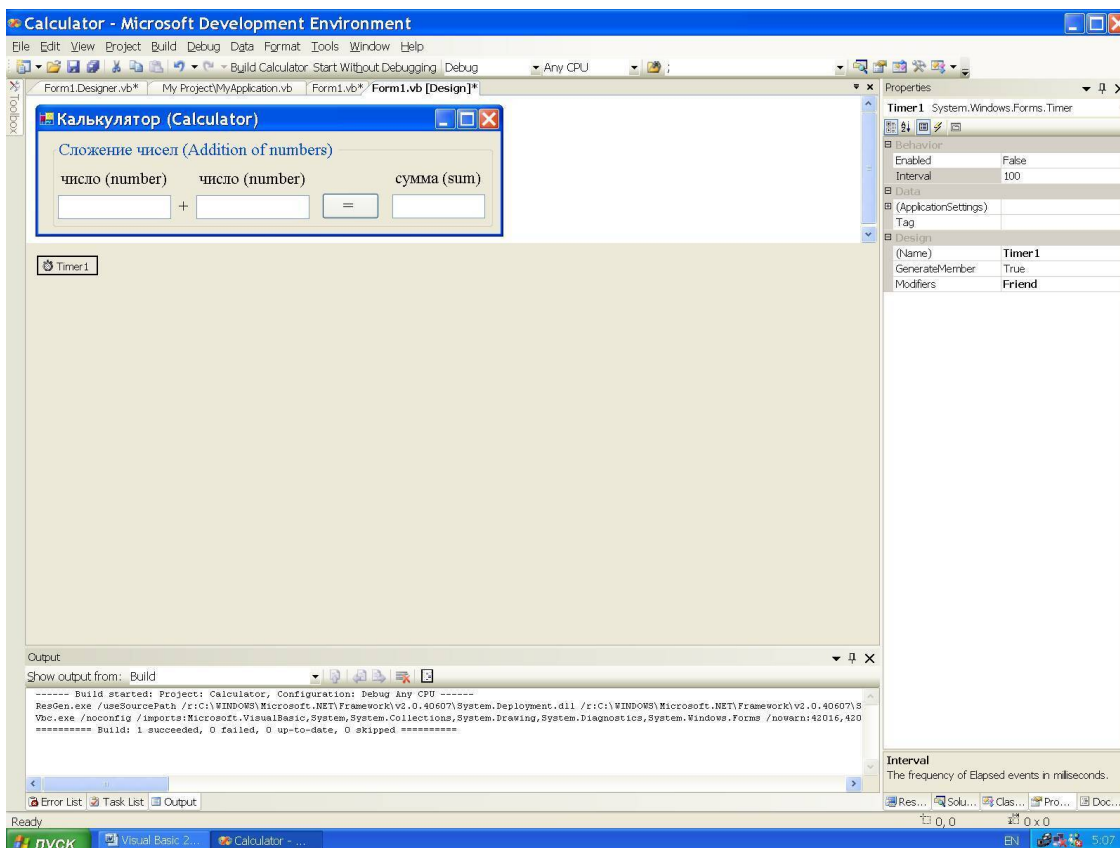 Calculator - Microsoft Development Environment
File Edit View Project Build Debug Data Format Tools Window Help
Build Calculator Start Without Debugging Debug Any CPU
Toolbox
Form1.Designer.vb* My Project\MyApplication.vb Form1.vb* Form1.vb [Design]*
Калькулятор (Calculator)
Сложение чисел (Addition of numbers)
число (number) число (number) сумма (sum)
+ =
Timer1
Properties
Timer1 System.Windows.Forms.Timer
Behavior
Enabled False
Interval 100
Data
(ApplicationSettings)
Tag
Design
(Name) Timer1
GenerateMember True
Modifiers Friend
Output
Show output from: Build
------ Build started: Project: Calculator, Configuration: Debug Any CPU ------
ResGen.exe /useSourcePath /r:C:\WINDOWS\Microsoft.NET\Framework\v2.0.40607\System.Deployment.dll /r:C:\WINDOWS\Microsoft.NET\Framework\v2.0.40607\S
Vbc.exe /noconfig /imports:Microsoft.VisualBasic,System,System.Collections,System.Drawing,System.Diagnostics,System.Windows.Forms /nowarn:42016,420
========== Build: 1 succeeded, 0 failed, 0 up-to-date, 0 skipped ==========
Interval
The frequency of Elapsed events in milliseconds.
Error List Task List Output
Res... Solu... Clas... Pro... Doc...
Ready 0, 0 0 x 0
пуск Visual Basic 2... Calculator - ... EN 5:07